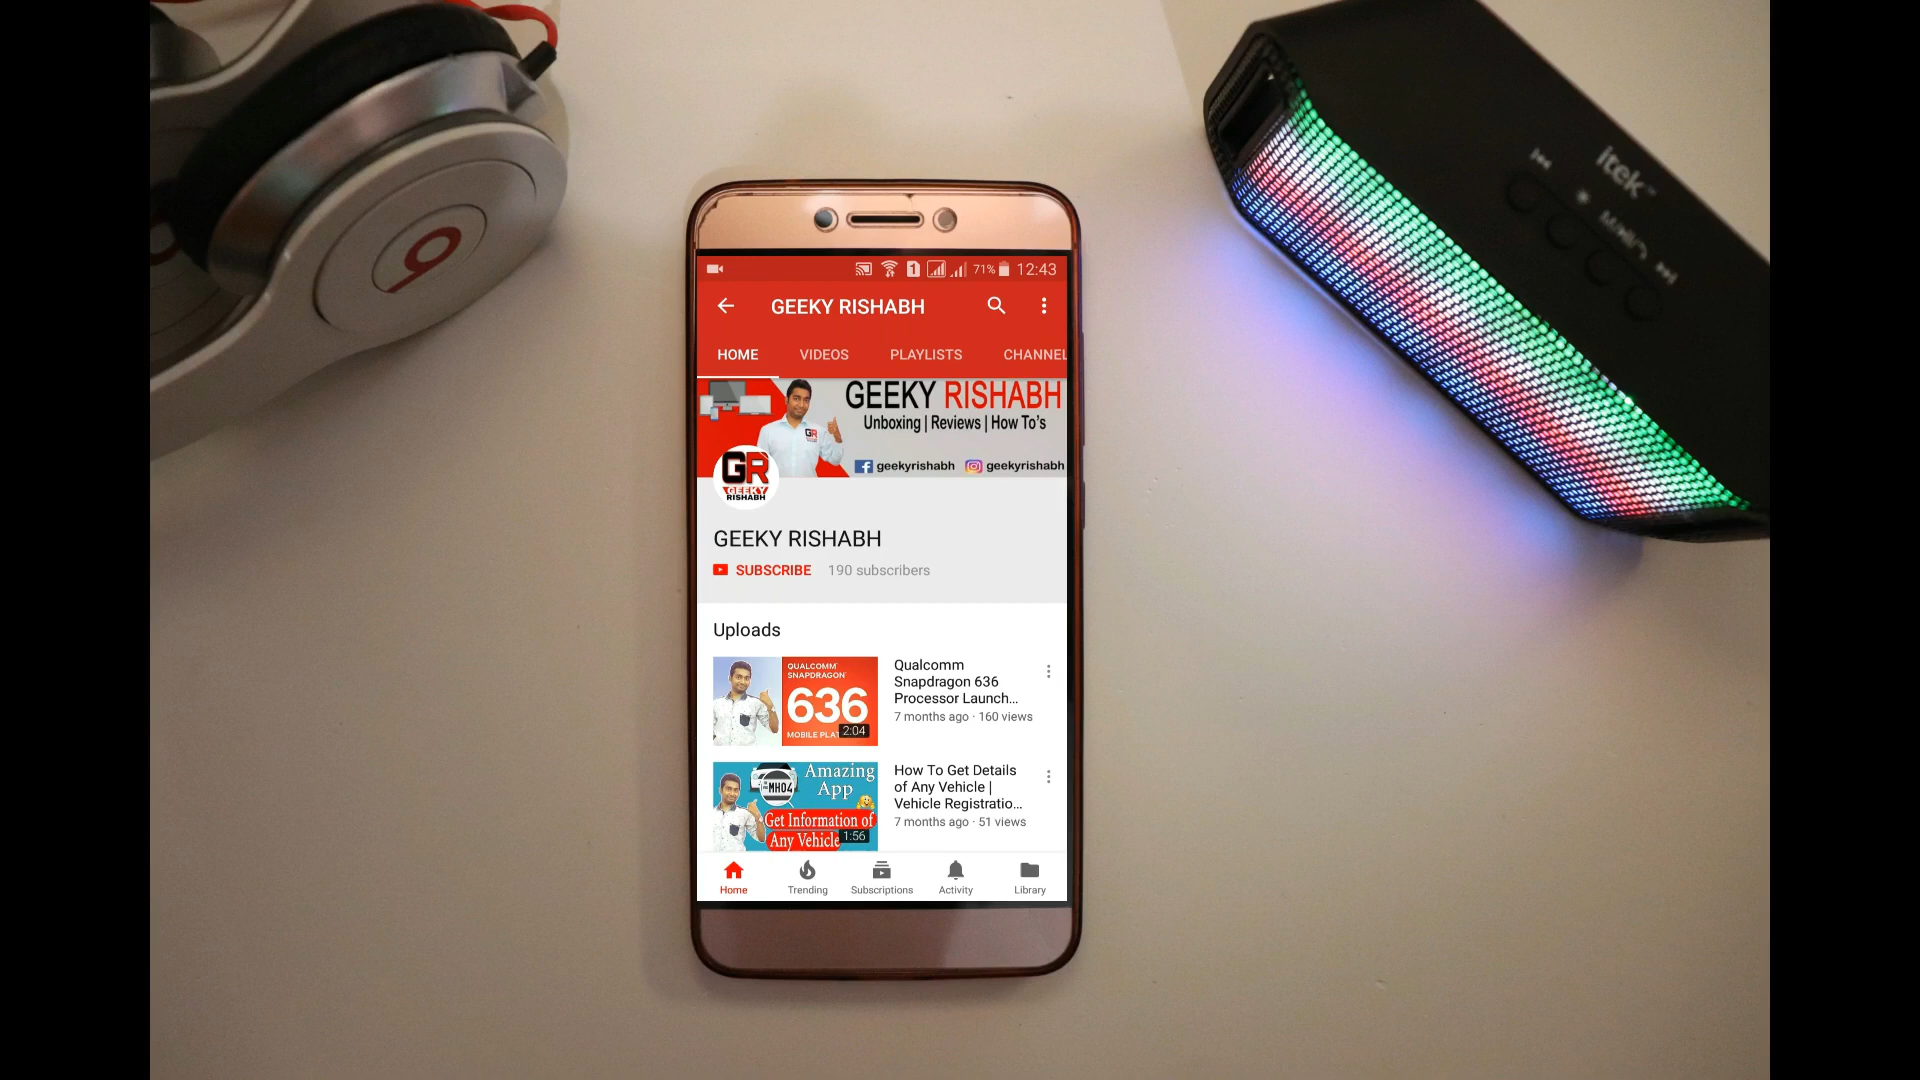 itek
1
71%
12:43
GEEKY RISHABH
HOME
VIDEOS
PLAYLISTS
CHANNEL
GEEKY RISHABH
Unboxing | Reviews | How To's
geekyrishabh
geekyrishabh
GR
GEEKY
RISHABH
GR
GEEKY RISHABH
SUBSCRIBE
190 subscribers
Uploads
QUALCOMM
SNAPDRAGON
636
MOBILE PLAT
2:04
Qualcomm
Snapdragon 636
Processor Launch...
7 months ago · 160 views
MH04
Amazing
App
Get Information of
Any Vehicle
1:56
How To Get Details
of Any Vehicle |
Vehicle Registratio...
7 months ago · 51 views
Home
Trending
Subscriptions
Activity
Library